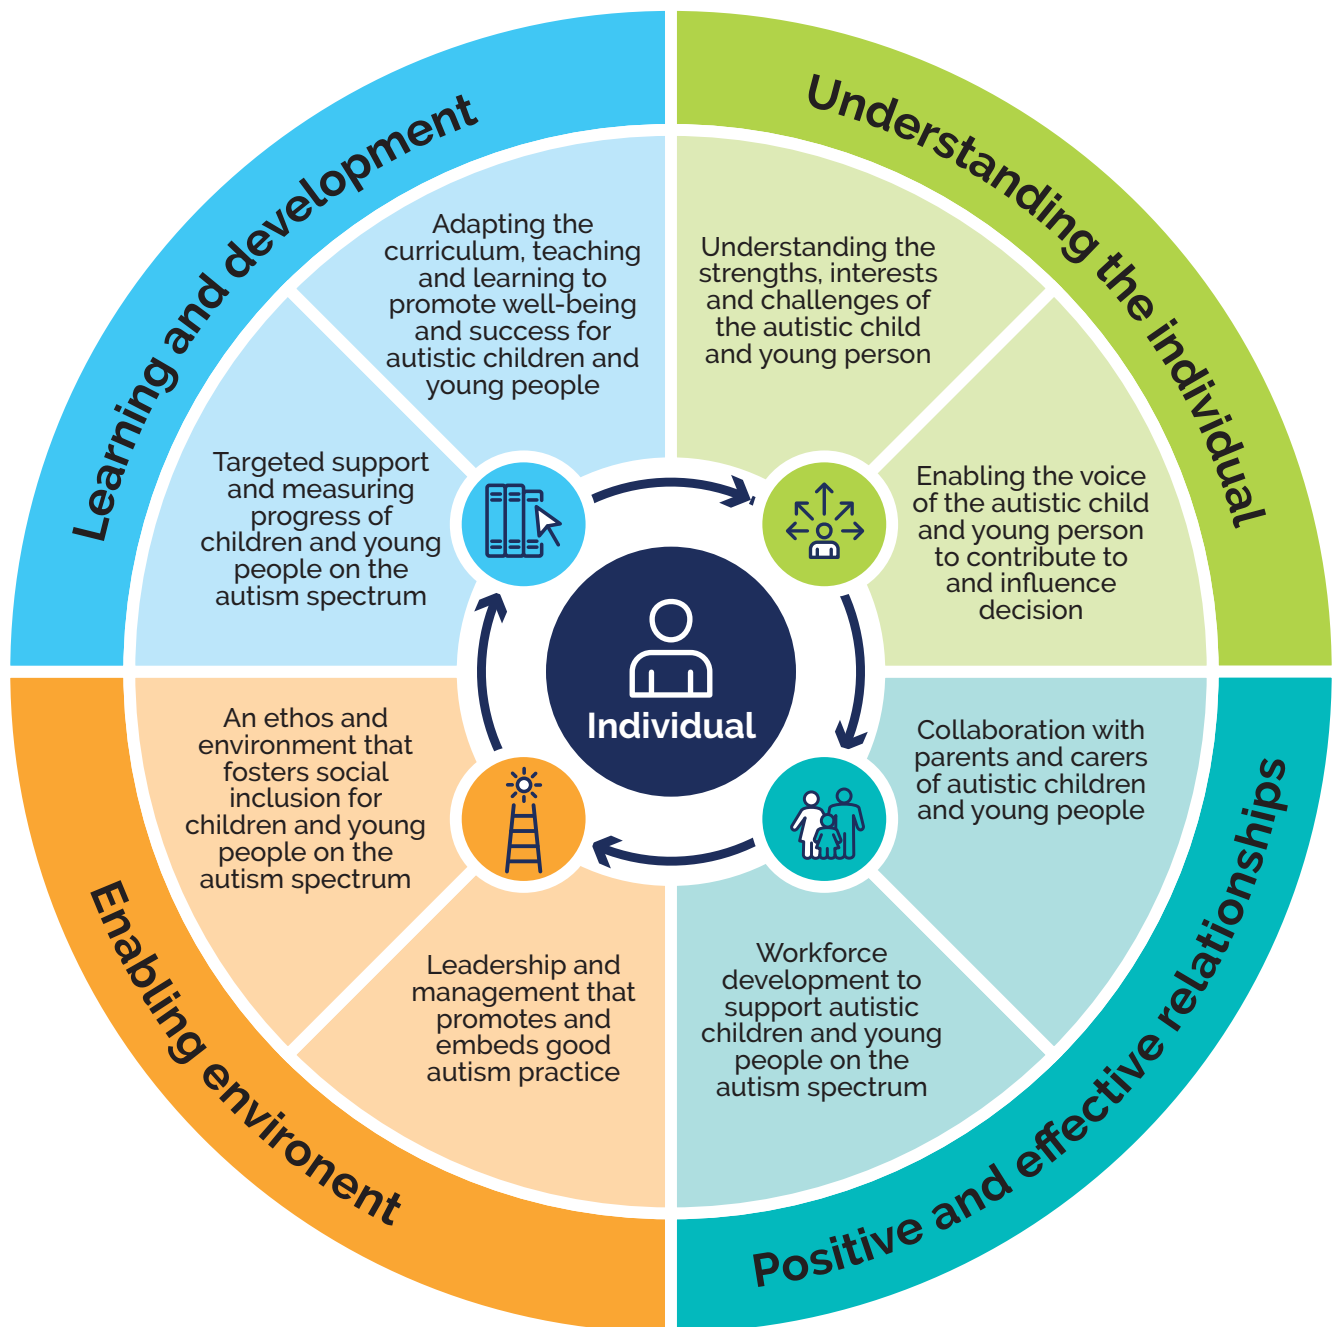 Learning and development
Adapting the
curriculum, teaching
and learning to
promote well-being
and success for
autistic children and
young people
Targeted support
and measuring
progress of
children and young
people on the
autism spectrum
Understanding the individual
Understanding the
strengths, interests
and challenges of
the autistic child
and young person
Enabling the voice
of the autistic child
and young person
to contribute to
and influence
decision
Individual
Positive and effective relationships
Collaboration with
parents and carers
of autistic children
and young people
Workforce
development to
support autistic
children and young
people on the
autism spectrum
Enabling environent
An ethos and
environment that
fosters social
inclusion for
children and young
people on the
autism spectrum
Leadership and
management that
promotes and
embeds good
autism practice